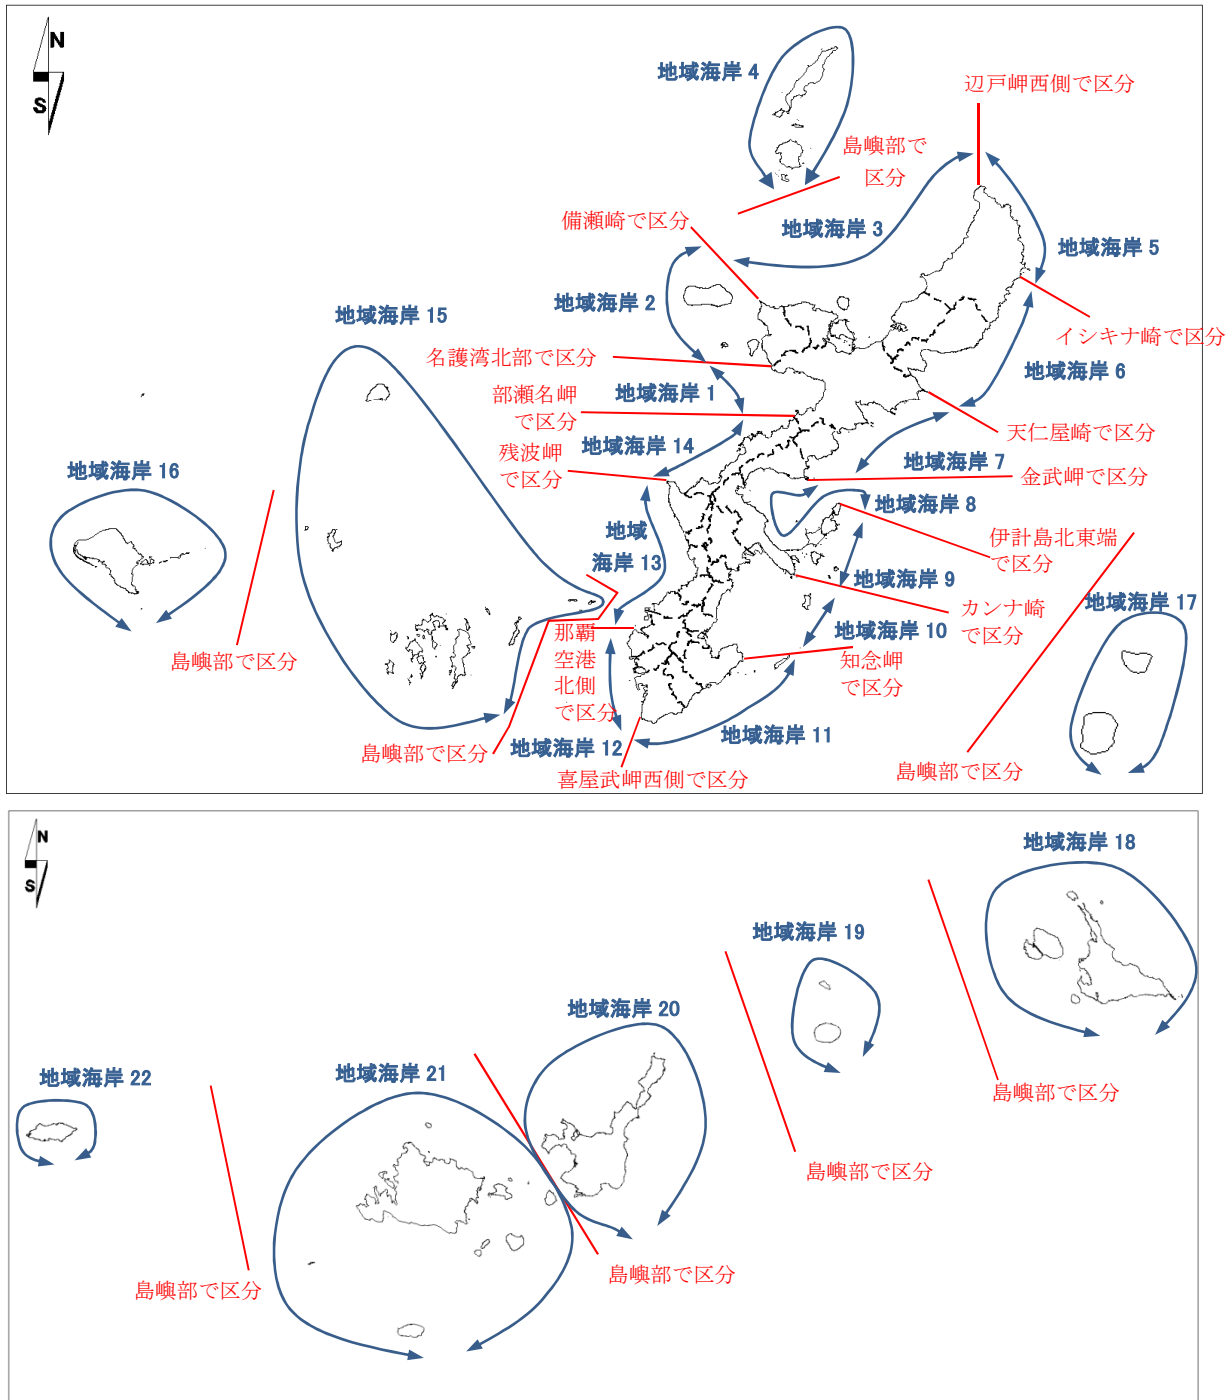 N
S
地域海岸 4
辺戸岬西側で区分
島嶼部で
区分
備瀬崎で区分
地域海岸 3
地域海岸 5
地域海岸 2
地域海岸 15
イシキナ崎で区分
名護湾北部で区分
地域海岸 6
地域海岸 1
部瀬名岬
で区分
天仁屋崎で区分
地域海岸 14
残波岬
で区分
地域海岸 7
地域海岸 16
金武岬で区分
地域海岸 8
地域
海岸 13
伊計島北東端
で区分
地域海岸 9
地域海岸 17
カンナ崎
で区分
地域海岸 10
島嶼部で区分
那覇
空港
北側
で区分
知念岬
で区分
地域海岸 11
地域海岸 12
島嶼部で区分
島嶼部で区分
喜屋武岬西側で区分
N
S
地域海岸 18
地域海岸 19
地域海岸 20
地域海岸 21
地域海岸 22
島嶼部で区分
島嶼部で区分
島嶼部で区分
島嶼部で区分